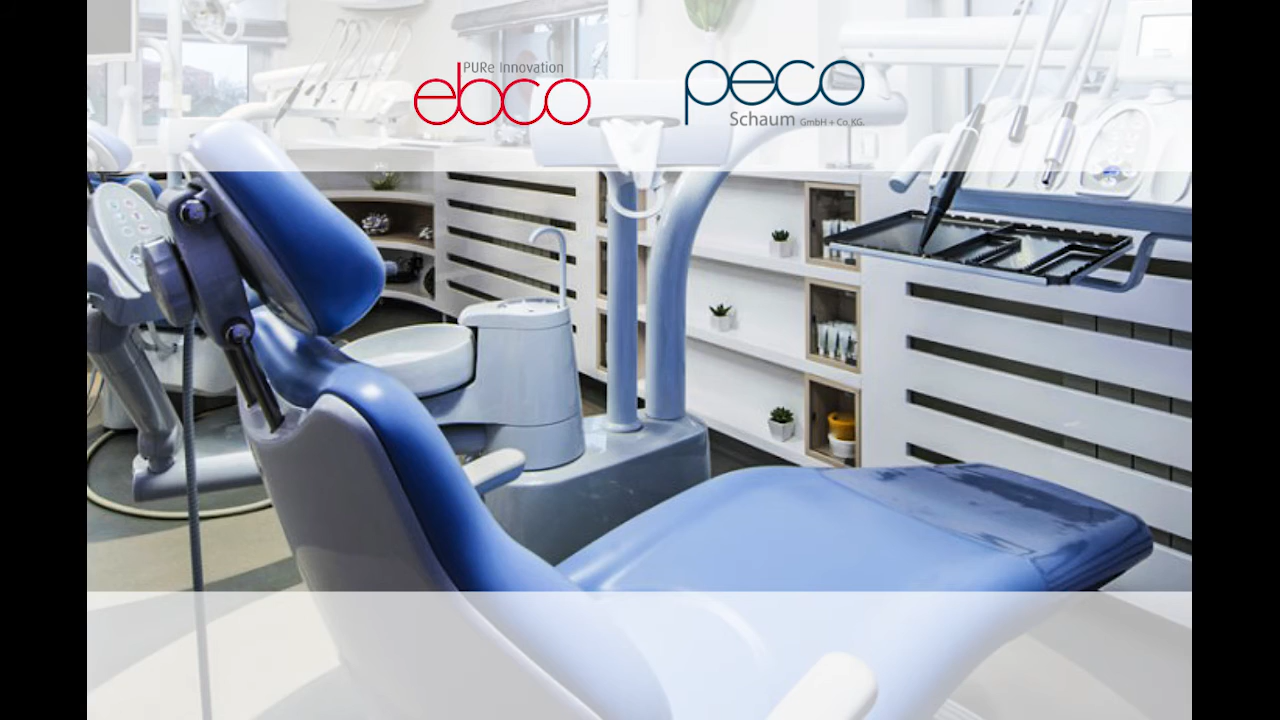 PURe Innovation
ebco
peco
Schaum GmbH + Co. KG.